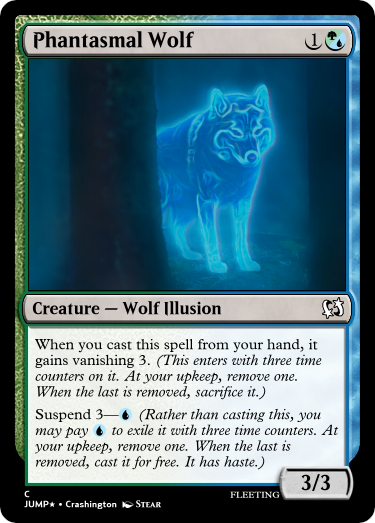 Phantasmal Wolf 1
Creature — Wolf Illusion
When you cast this spell from your hand, it
gains vanishing 3. (This enters with three time
counters on it. At your upkeep, remove one.
When the last is removed, sacrifice it.)
Suspend 3— (Rather than casting this, you
may pay to exile it with three time counters. At
your upkeep, remove one. When the last is
removed, cast it for free. It has haste.)
3/3
C FLEETING
JUMP★ • Crashington STEAR